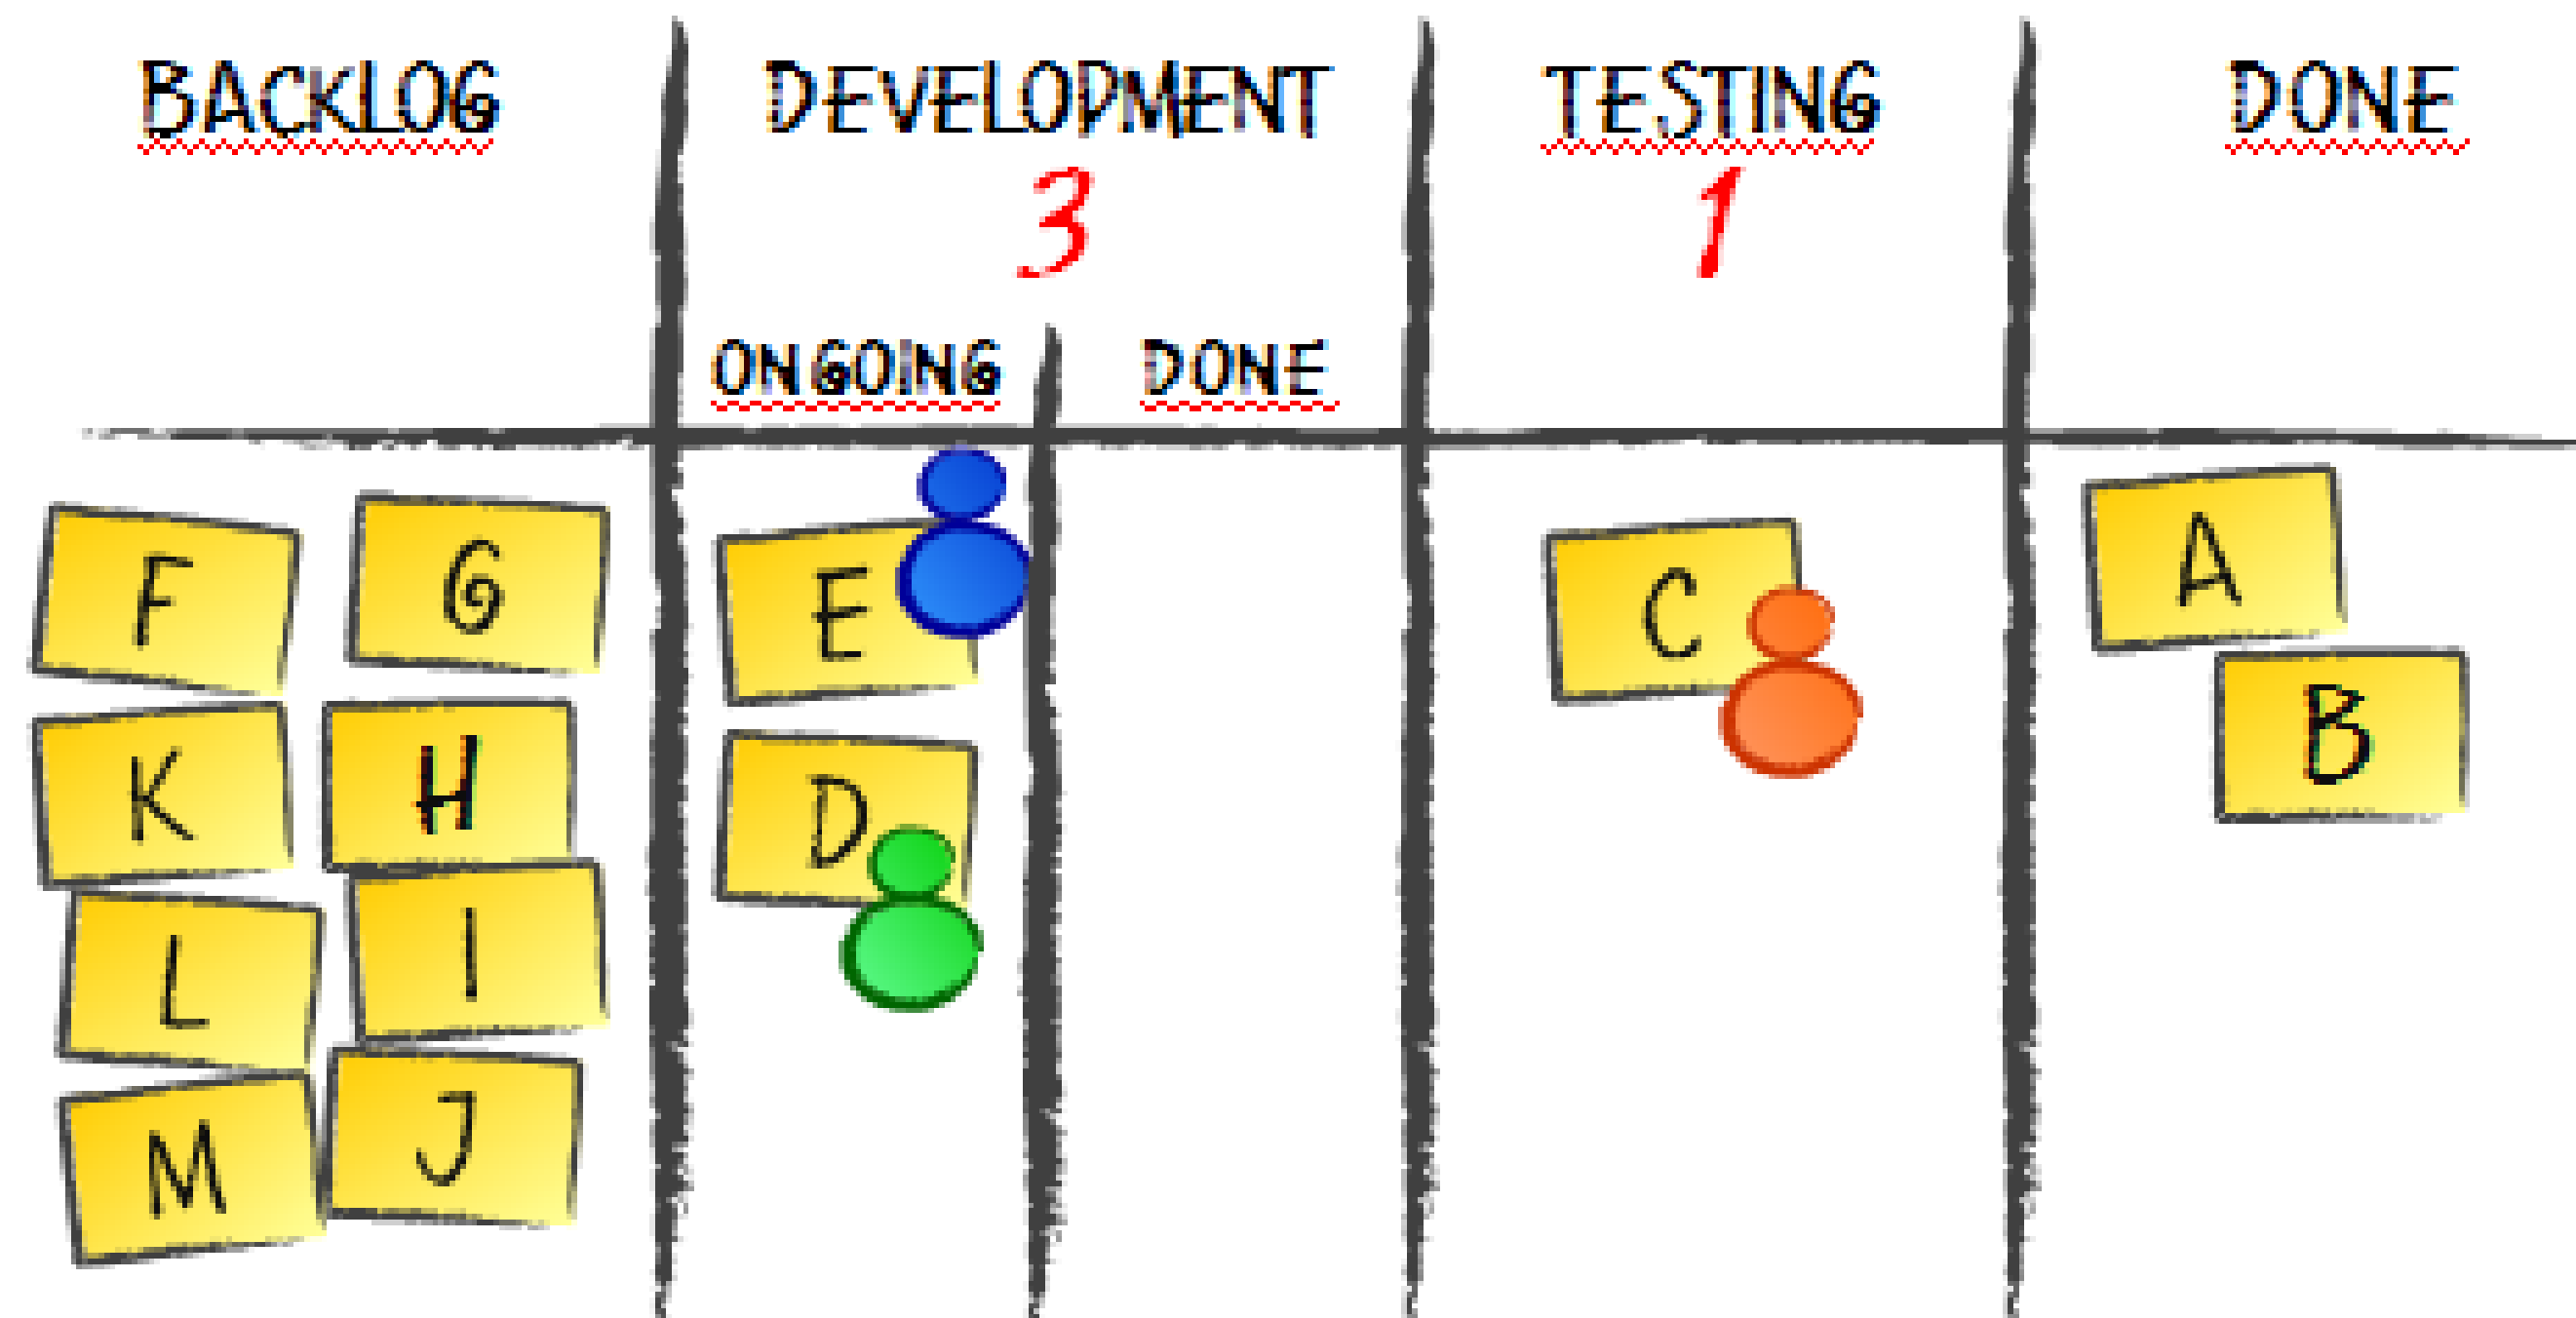 BACKLOG DEVELOPMENT TESTING DONE
3 1
ONGOING DONE
F G E C A
B
K H D
L I
M J